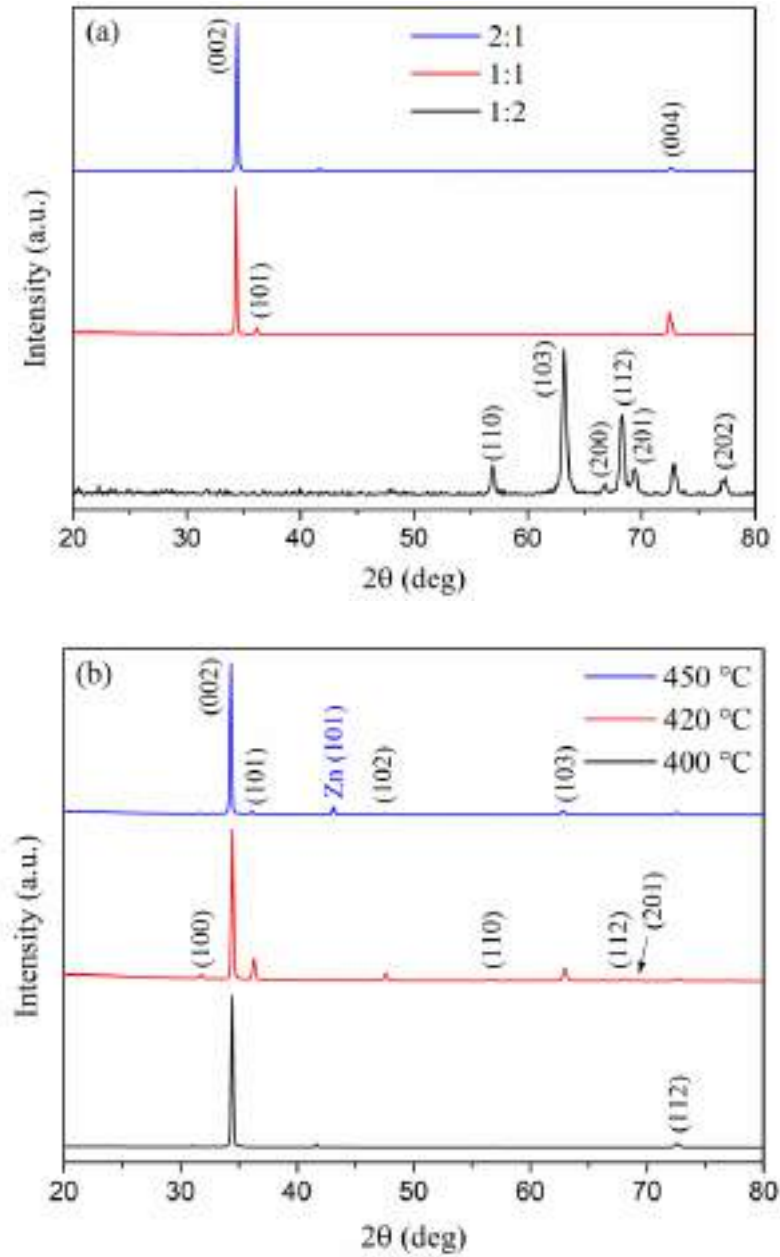 (a)
2:1
1:1
1:2
(002)
(004)
(101)
(110)
(103)
(200)
(112)
(201)
(202)
Intensity (a.u.)
20 30 40 50 60 70 80
2θ (deg)
(b)
450 °C
420 °C
400 °C
(002)
(101)
Zn (101)
(102)
(103)
(100)
(110)
(112)
(201)
(112)
Intensity (a.u.)
20 30 40 50 60 70 80
2θ (deg)